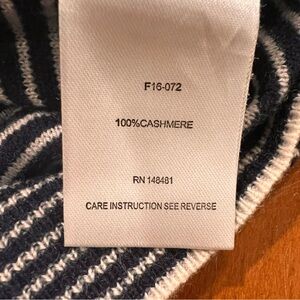 F16-072
100%CASHMERE
RN 148481
CARE INSTRUCTION SEE REVERSE